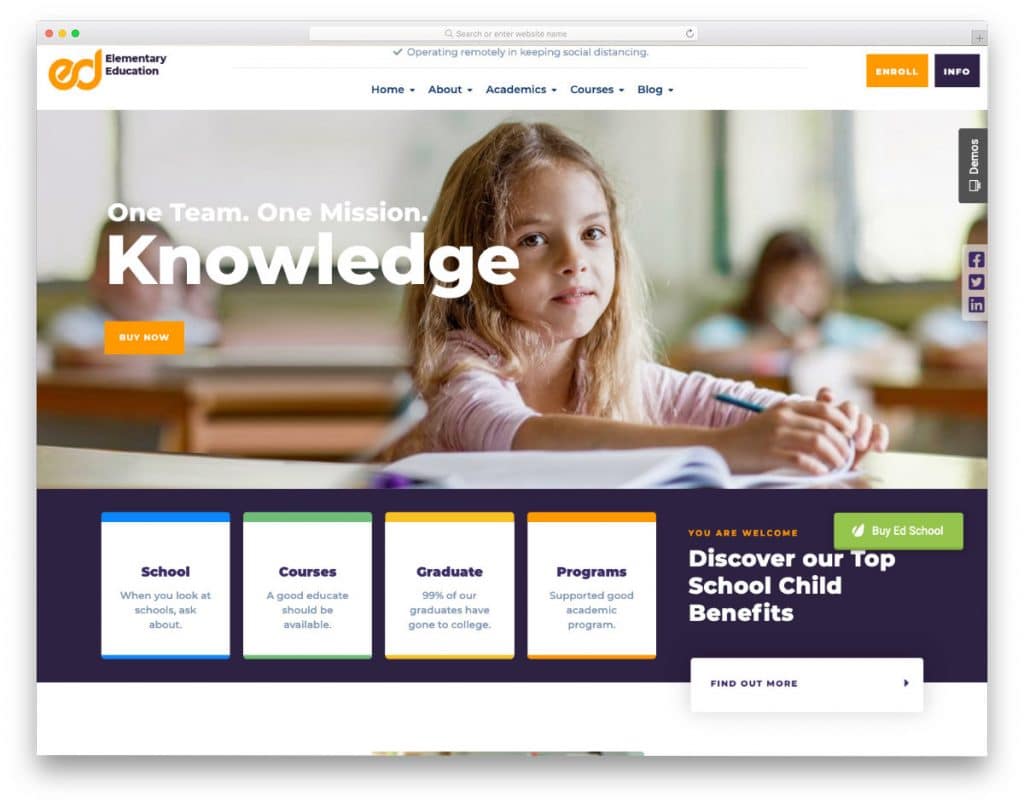 Search or enter website name
Elementary
Education
Operating remotely in keeping social distancing.
Home
About
Academics
Courses
Blog
ENROLL
INFO
Demos
One Team. One Mission.
Knowledge
BUY NOW
School
When you look at
schools, ask
about.
Courses
A good educate
should be
available.
Graduate
99% of our
graduates have
gone to college.
Programs
Supported good
academic
program.
YOU ARE WELCOME
Buy Ed School
Discover our Top
School Child
Benefits
FIND OUT MORE